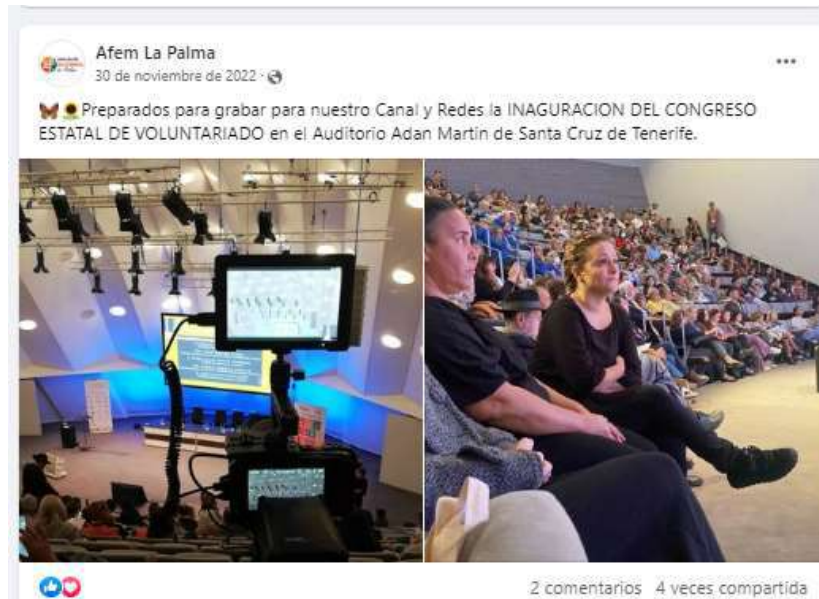 Afem La Palma
30 de noviembre de 2022 ·
Preparados para grabar para nuestro Canal y Redes la INAGURACION DEL CONGRESO
ESTATAL DE VOLUNTARIADO en el Auditorio Adan Martin de Santa Cruz de Tenerife.
2 comentarios 4 veces compartida